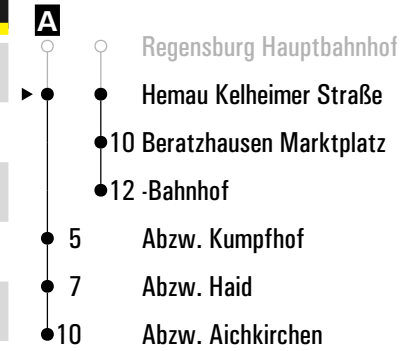 A
Regensburg Hauptbahnhof
Hemau Kelheimer Straße
10 Beratzhausen Marktplatz
12 -Bahnhof
5 Abzw. Kumpfhof
7 Abzw. Haid
10 Abzw. Aichkirchen